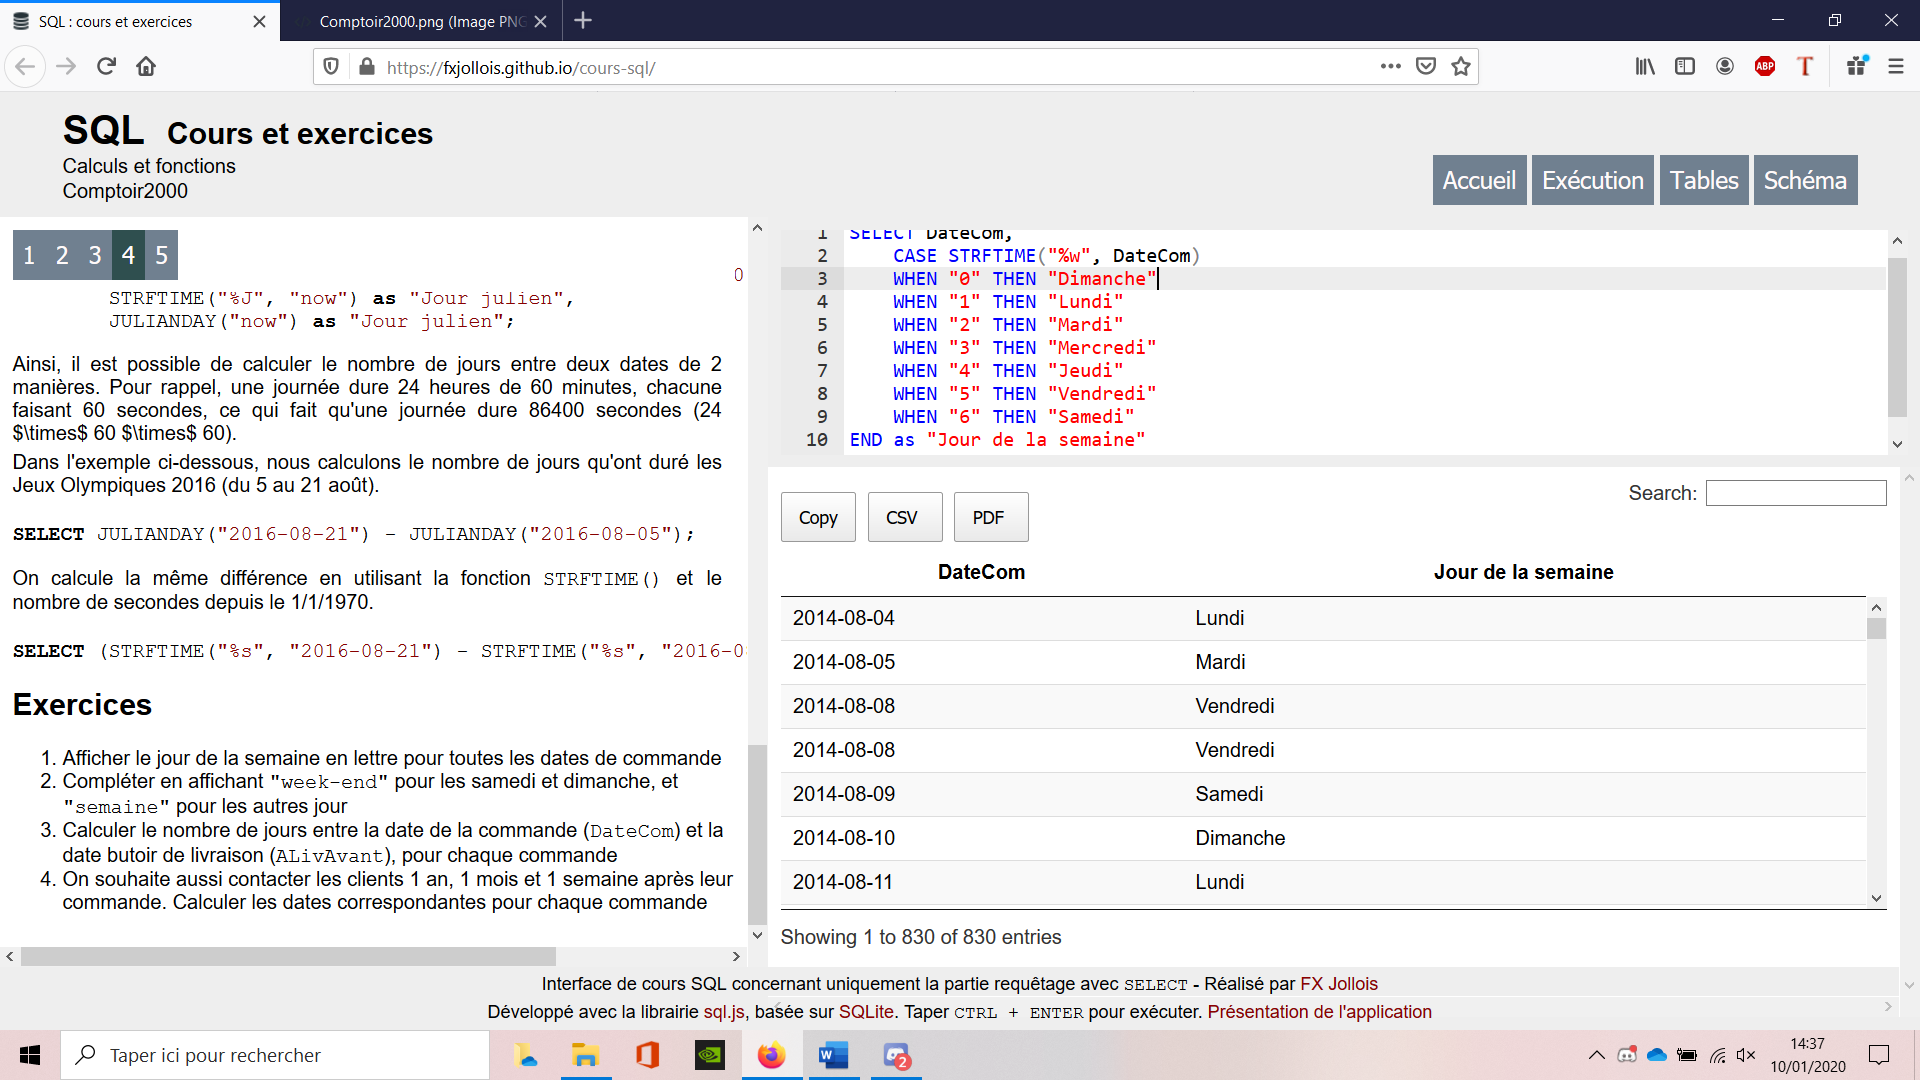 SQL : cours et exercices
Comptoir2000.png (Image PNG
https://fxjollois.github.io/cours-sql/
ABP
T
SQL Cours et exercices
Calculs et fonctions
Comptoir2000
Accueil
Exécution
Tables
Schéma
1 2 3 4 5
0
STRFTIME("%J", "now") as "Jour julien",
JULIANDAY("now") as "Jour julien";
Ainsi, il est possible de calculer le nombre de jours entre deux dates de 2
manières. Pour rappel, une journée dure 24 heures de 60 minutes, chacune
faisant 60 secondes, ce qui fait qu'une journée dure 86400 secondes (24
$\times$ 60 $\times$ 60).
Dans l'exemple ci-dessous, nous calculons le nombre de jours qu'ont duré les
Jeux Olympiques 2016 (du 5 au 21 août).
SELECT JULIANDAY("2016-08-21") - JULIANDAY("2016-08-05");
On calcule la même différence en utilisant la fonction STRFTIME() et le
nombre de secondes depuis le 1/1/1970.
SELECT (STRFTIME("%s", "2016-08-21") - STRFTIME("%s", "2016-0
Exercices
1. Afficher le jour de la semaine en lettre pour toutes les dates de commande
2. Compléter en affichant "week-end" pour les samedi et dimanche, et
"semaine" pour les autres jour
3. Calculer le nombre de jours entre la date de la commande (DateCom) et la
date butoir de livraison (ALivAvant), pour chaque commande
4. On souhaite aussi contacter les clients 1 an, 1 mois et 1 semaine après leur
commande. Calculer les dates correspondantes pour chaque commande
1 SELECT DateCom,
2 CASE STRFTIME("%w", DateCom)
3 WHEN "0" THEN "Dimanche"
4 WHEN "1" THEN "Lundi"
5 WHEN "2" THEN "Mardi"
6 WHEN "3" THEN "Mercredi"
7 WHEN "4" THEN "Jeudi"
8 WHEN "5" THEN "Vendredi"
9 WHEN "6" THEN "Samedi"
10 END as "Jour de la semaine"
Search:
Copy
CSV
PDF
DateCom Jour de la semaine
2014-08-04 Lundi
2014-08-05 Mardi
2014-08-08 Vendredi
2014-08-08 Vendredi
2014-08-09 Samedi
2014-08-10 Dimanche
2014-08-11 Lundi
Showing 1 to 830 of 830 entries
Interface de cours SQL concernant uniquement la partie requêtage avec SELECT - Réalisé par FX Jollois
Développé avec la librairie sql.js, basée sur SQLite. Taper CTRL + ENTER pour exécuter. Présentation de l'application
Taper ici pour rechercher
W
2
14:37
10/01/2020